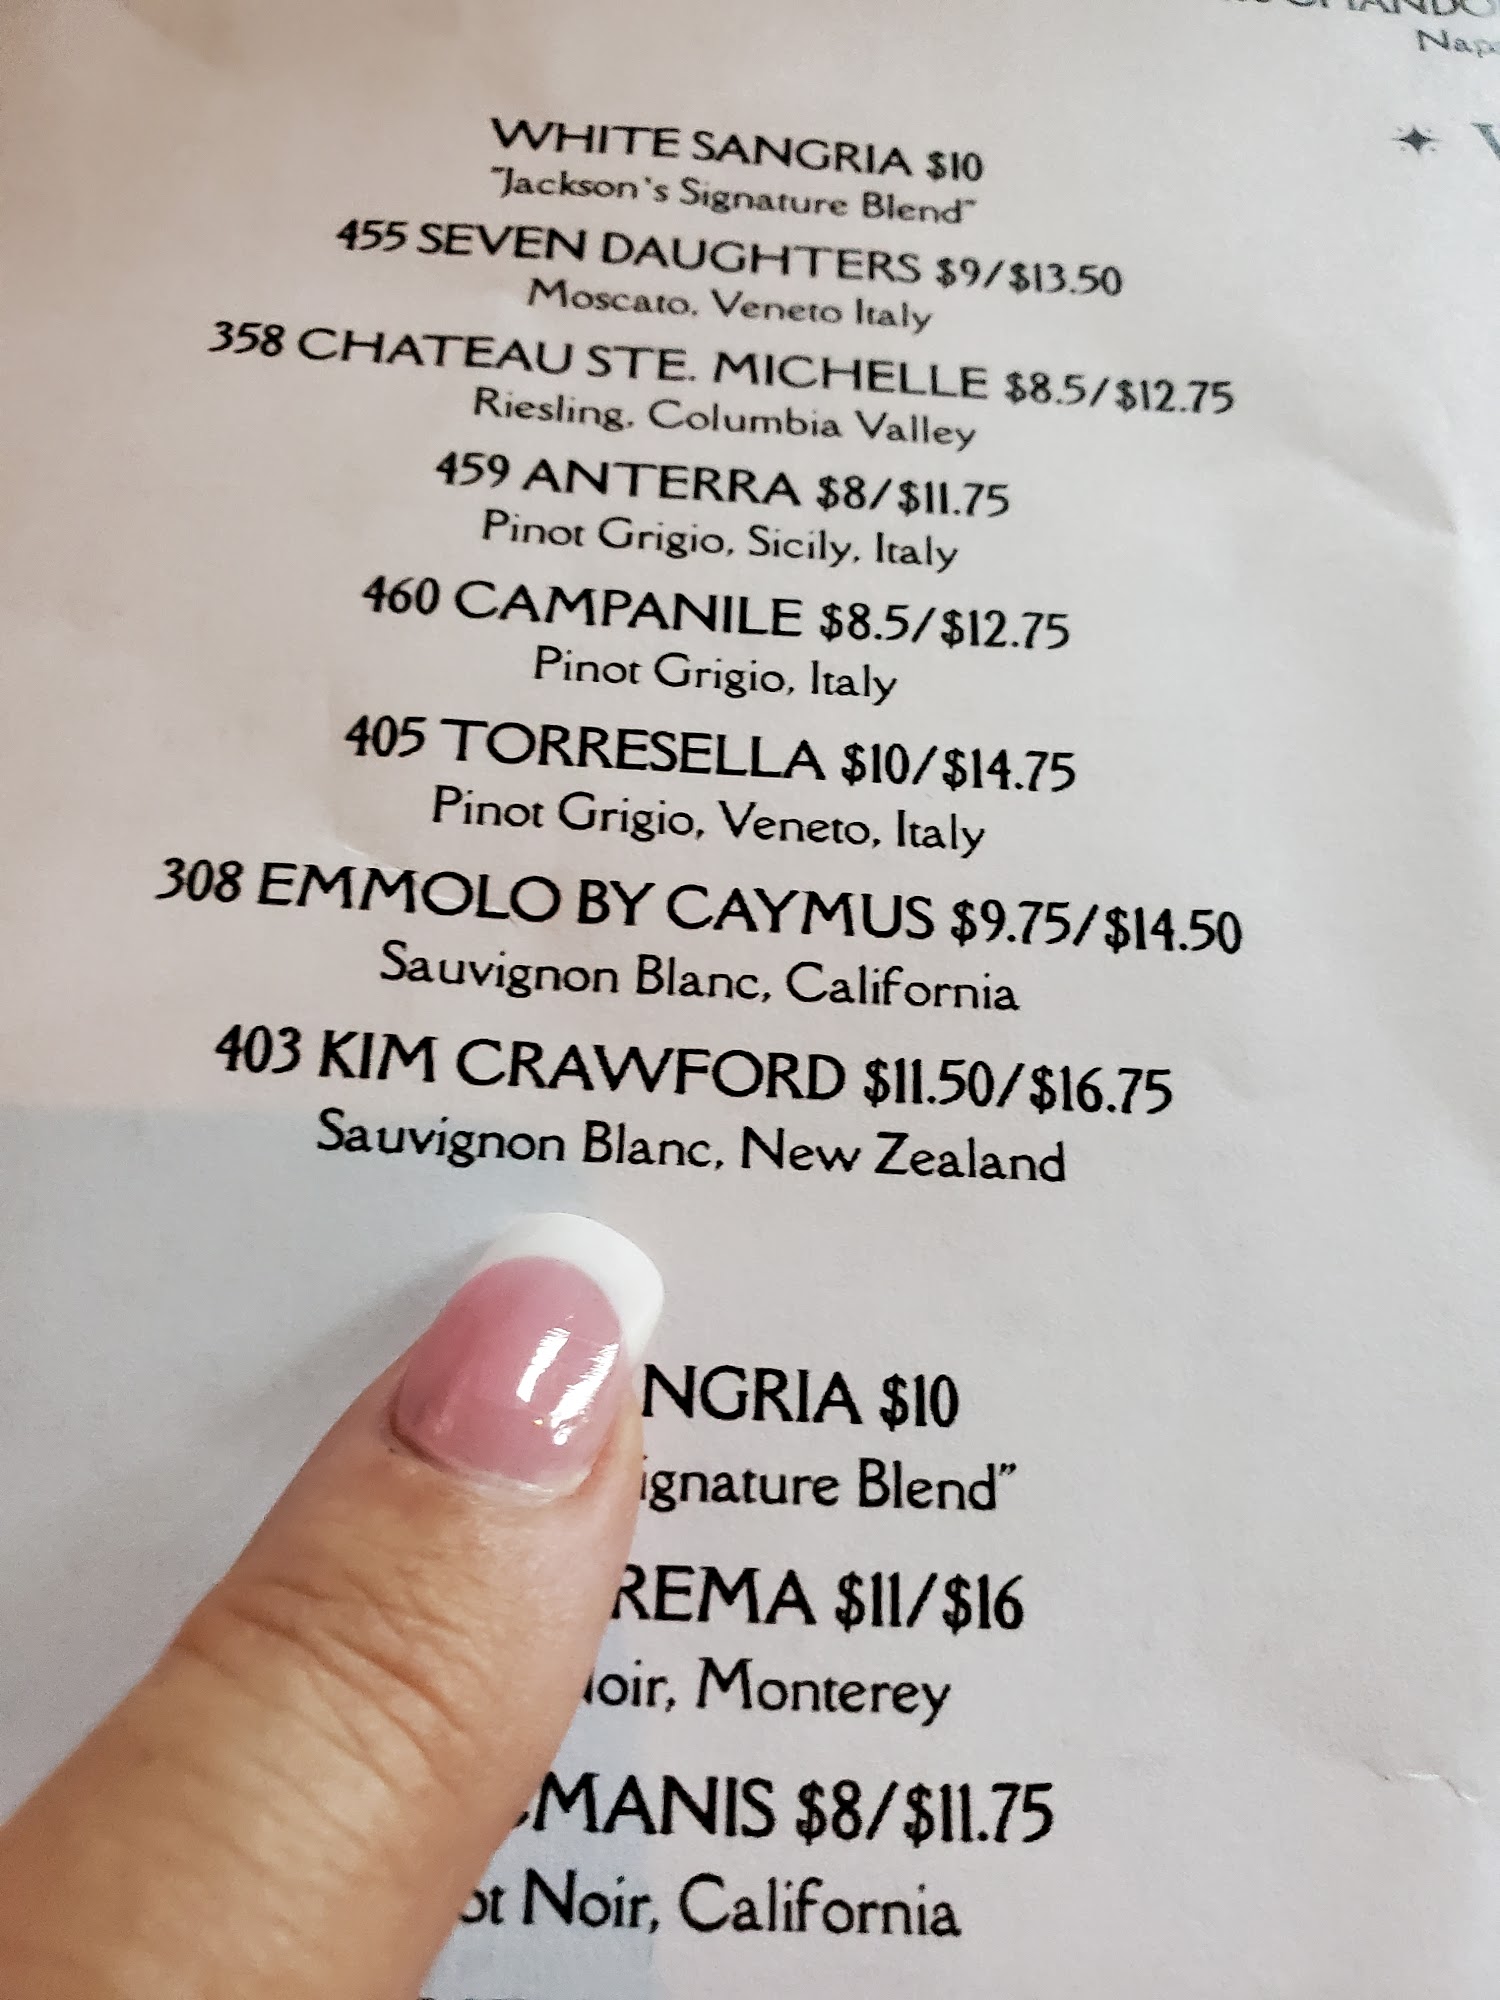 Napa
WHITE SANGRIA $10
"Jackson's Signature Blend"
455 SEVEN DAUGHTERS $9/$13.50
Moscato, Veneto Italy
358 CHATEAU STE. MICHELLE $8.5/$12.75
Riesling, Columbia Valley
459 ANTERRA $8/$11.75
Pinot Grigio, Sicily, Italy
460 CAMPANILE $8.5/$12.75
Pinot Grigio, Italy
405 TORRESELLA $10/$14.75
Pinot Grigio, Veneto, Italy
308 EMMOLO BY CAYMUS $9.75/$14.50
Sauvignon Blanc, California
403 KIM CRAWFORD $11.50/$16.75
Sauvignon Blanc, New Zealand
NGRIA $10
ignature Blend"
REMA $11/$16
oir, Monterey
MANIS $8/$11.75
ot Noir, California